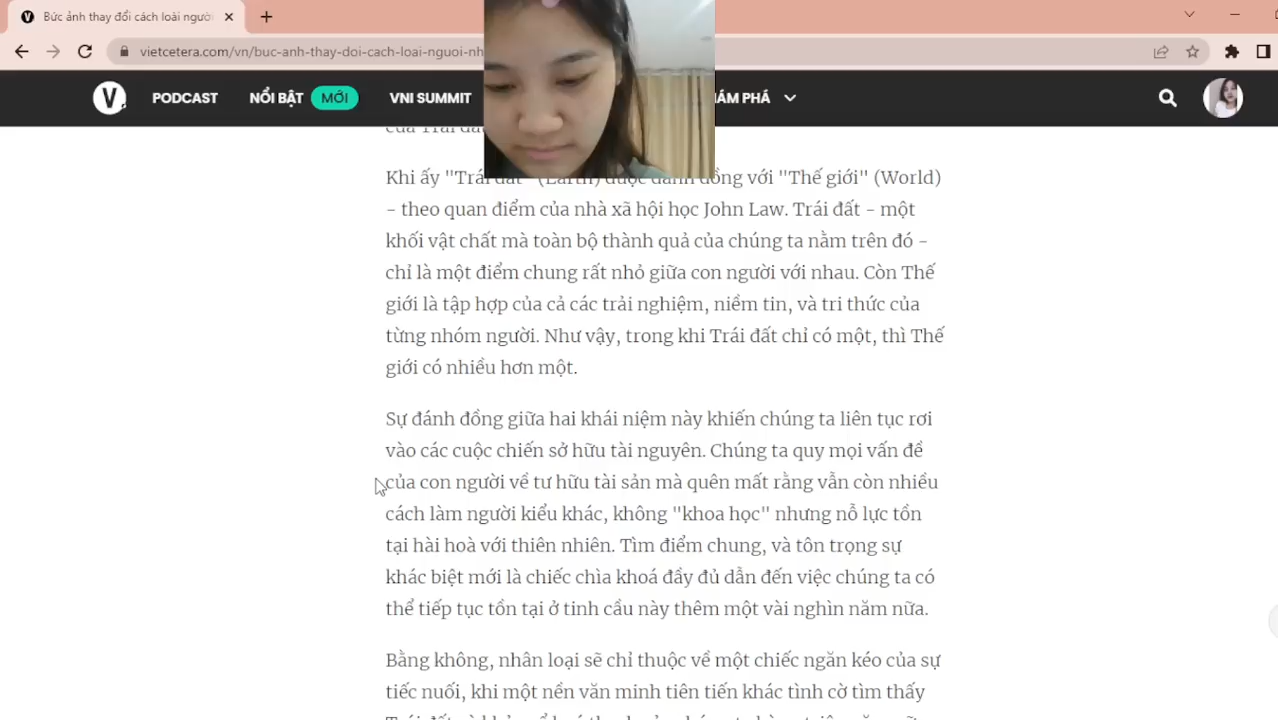 Bức ảnh thay đổi cách loài người
vietcetera.com/vn/buc-anh-thay-doi-cach-loai-nguoi-nh
V. PODCAST NỔI BẬT MỚI VNI SUMMIT ÁM PHÁ
của Trái đất
Khi ấy "Trái đất" (Earth) được đánh đồng với "Thế giới" (World)
- theo quan điểm của nhà xã hội học John Law. Trái đất - một
khối vật chất mà toàn bộ thành quả của chúng ta nằm trên đó -
chỉ là một điểm chung rất nhỏ giữa con người với nhau. Còn Thế
giới là tập hợp của cả các trải nghiệm, niềm tin, và tri thức của
từng nhóm người. Như vậy, trong khi Trái đất chỉ có một, thì Thế
giới có nhiều hơn một.
Sự đánh đồng giữa hai khái niệm này khiến chúng ta liên tục rơi
vào các cuộc chiến sở hữu tài nguyên. Chúng ta quy mọi vấn đề
của con người về tư hữu tài sản mà quên mất rằng vẫn còn nhiều
cách làm người kiểu khác, không "khoa học" nhưng nỗ lực tồn
tại hài hoà với thiên nhiên. Tìm điểm chung, và tôn trọng sự
khác biệt mới là chiếc chìa khoá đầy đủ dẫn đến việc chúng ta có
thể tiếp tục tồn tại ở tinh cầu này thêm một vài nghìn năm nữa.
Bằng không, nhân loại sẽ chỉ thuộc về một chiếc ngăn kéo của sự
tiếc nuối, khi một nền văn minh tiên tiến khác tình cờ tìm thấy